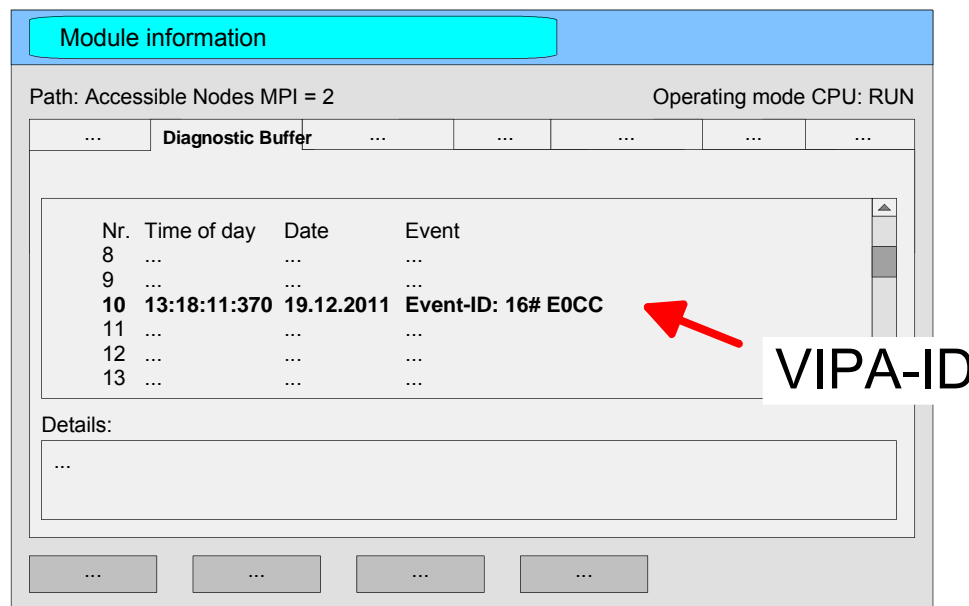 Module information
Path: Accessible Nodes MPI = 2 Operating mode CPU: RUN
... Diagnostic Buffer ... ... ... ... ...
Nr. Time of day Date Event
8 ... ... ...
9 ... ... ...
10 13:18:11:370 19.12.2011 Event-ID: 16# E0CC
11 ... ... ...
12 ... ... ...
13 ... ... ...
VIPA-ID
Details:
...
... ... ... ...